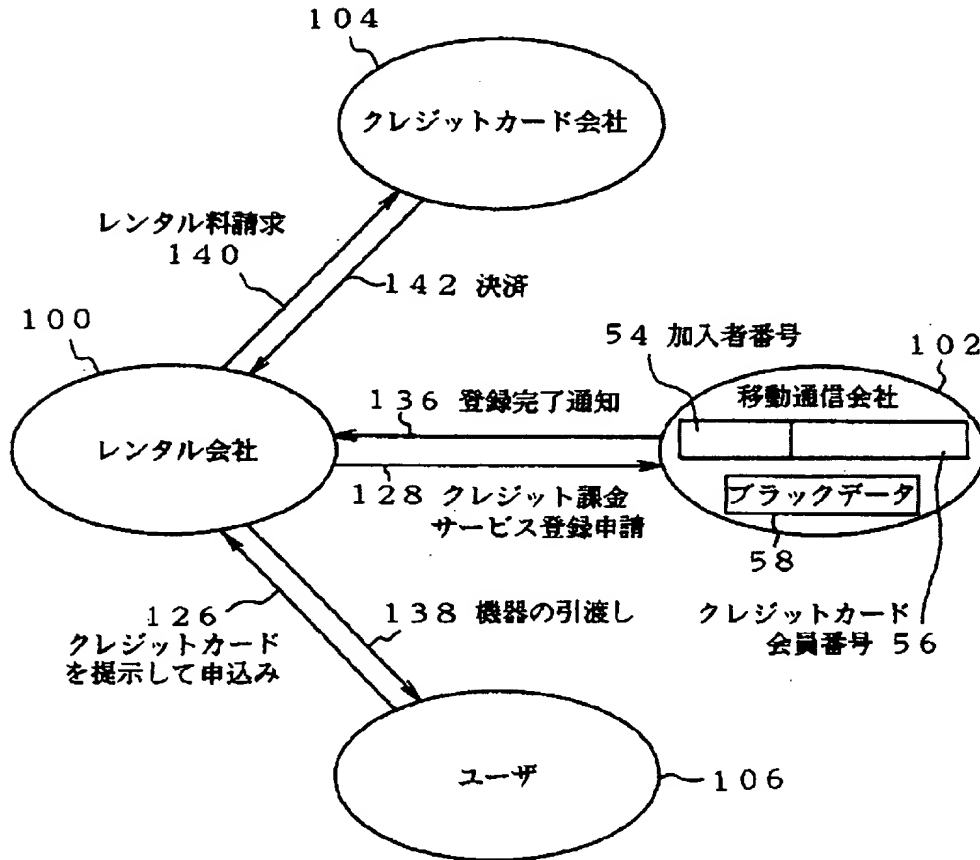 １０４
クレジットカード会社
レンタル料請求
１４０
１４２ 決済
１００
レンタル会社
５４ 加入者番号
１０２
移動通信会社
１３６ 登録完了通知
１２８ クレジット課金
サービス登録申請
ブラックデータ
５８
クレジットカード
会員番号 ５６
１２６
クレジットカード
を提示して申込み
１３８ 機器の引渡し
ユーザ
１０６